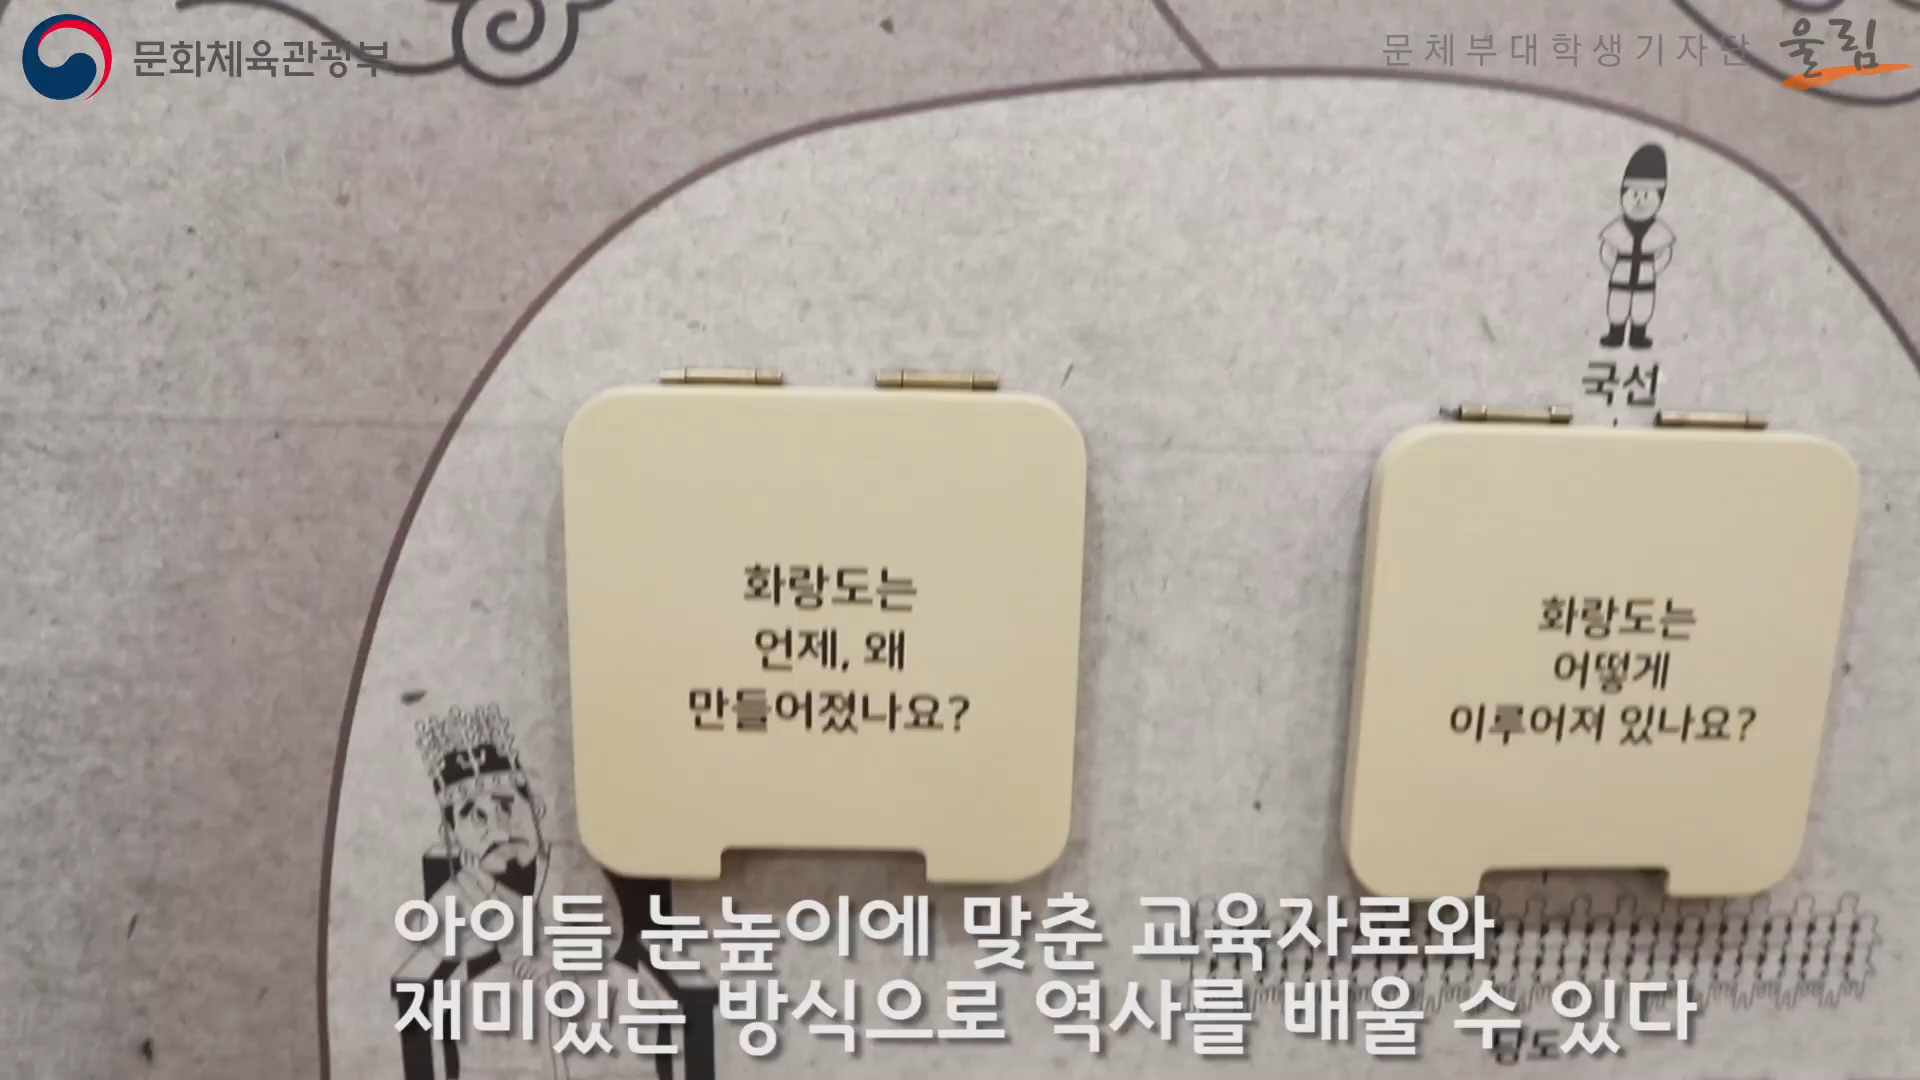 문화체육관광부
문체부대학생기자단 울림
국선
화랑도는
언제, 왜
만들어졌나요?
화랑도는
어떻게
이루어져 있나요?
아이들 눈높이에 맞춘 교육자료와
재미있는 방식으로 역사를 배울 수 있다